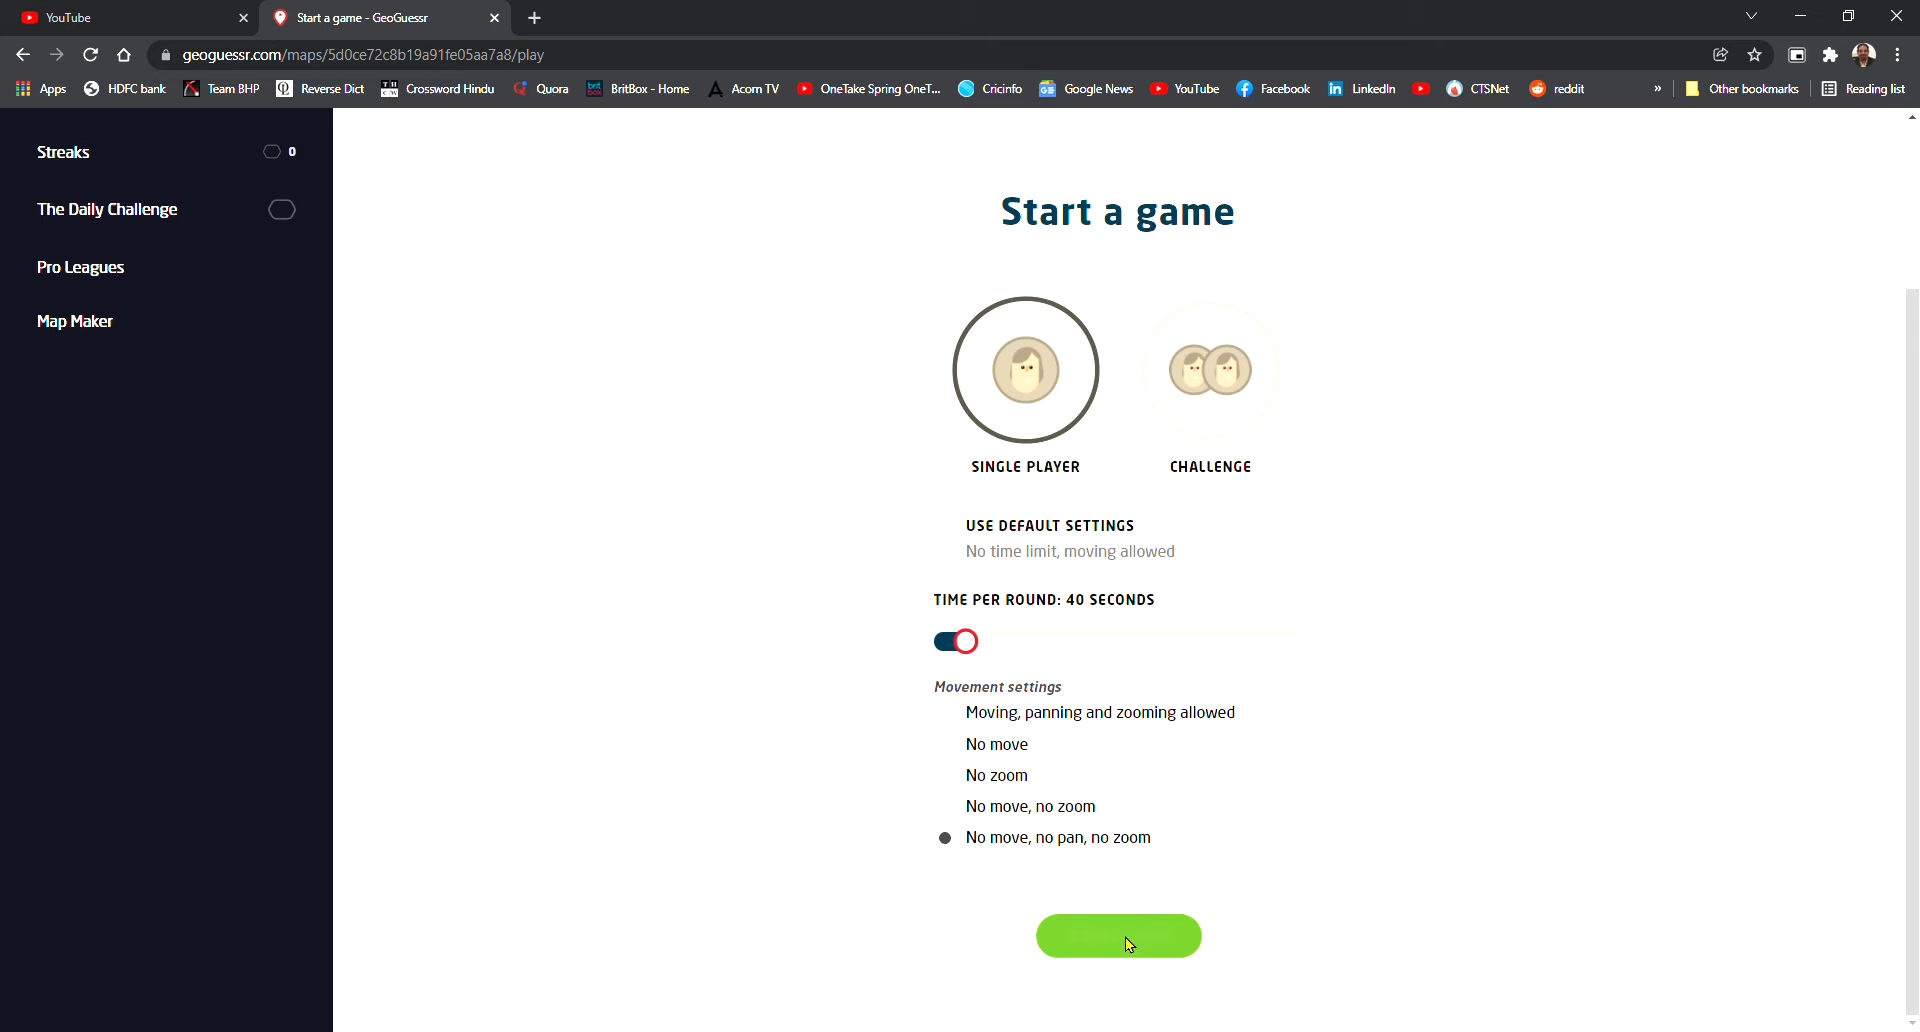 YouTube
Start a game - GeoGuessr
geoguessr.com/maps/5d0ce72c8b19a91fe05aa7a8/play
Apps HDFC bank Team BHP Reverse Dict Crossword Hindu Quora BritBox - Home Acorn TV OneTake Spring OneT... Cricinfo Google News YouTube Facebook LinkedIn CTSNet reddit » Other bookmarks Reading list
Streaks 0
The Daily Challenge
Pro Leagues
Map Maker
Start a game
SINGLE PLAYER CHALLENGE
USE DEFAULT SETTINGS
No time limit, moving allowed
TIME PER ROUND: 40 SECONDS
Movement settings
Moving, panning and zooming allowed
No move
No zoom
No move, no zoom
No move, no pan, no zoom